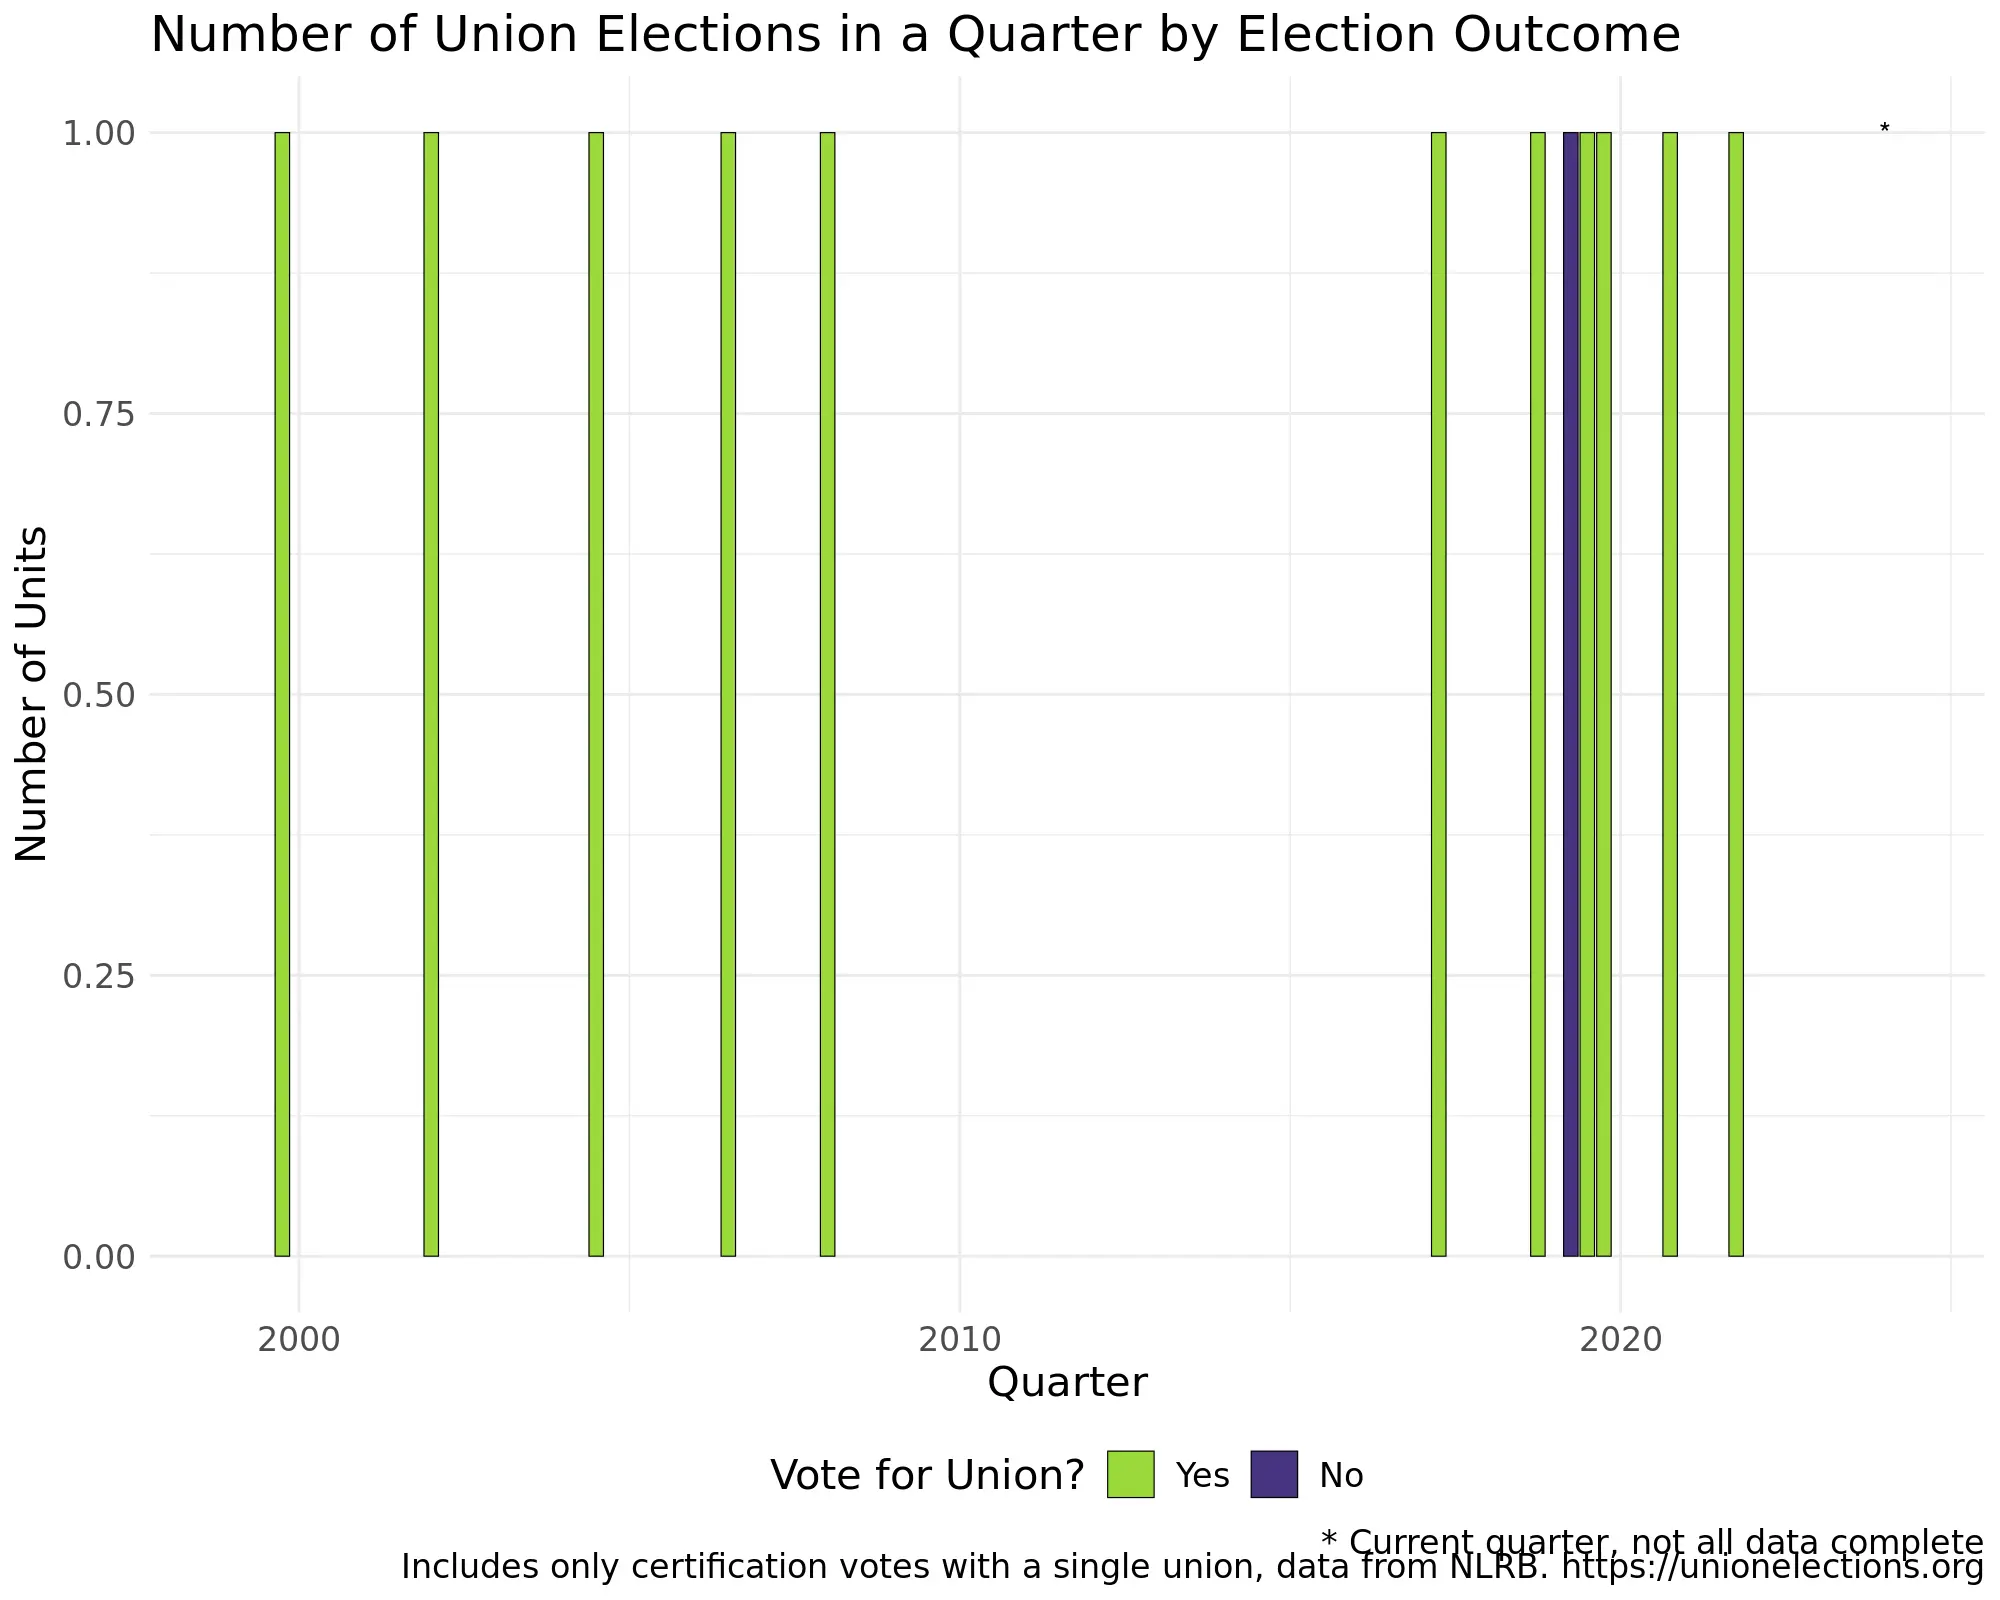 Number of Union Elections in a Quarter by Election Outcome
*
1.00
0.75
0.50
0.25
0.00
Number of Units
2000 2010 2020
Quarter
Vote for Union? Yes No
* Current quarter, not all data complete
Includes only certification votes with a single union, data from NLRB. https://unionelections.org